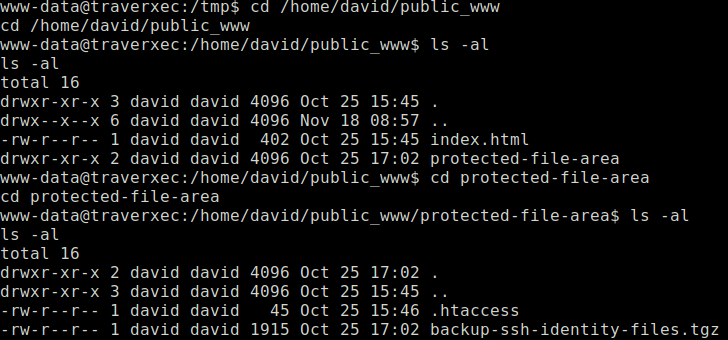 www-data@traverxec:/tmp$ cd /home/david/public_www
cd /home/david/public_www
www-data@traverxec:/home/david/public_www$ ls -al
ls -al
total 16
drwxr-xr-x 3 david david 4096 Oct 25 15:45 .
drwx--x--x 6 david david 4096 Nov 18 08:57 ..
-rw-r--r-- 1 david david  402 Oct 25 15:45 index.html
drwxr-xr-x 2 david david 4096 Oct 25 17:02 protected-file-area
www-data@traverxec:/home/david/public_www$ cd protected-file-area
cd protected-file-area
www-data@traverxec:/home/david/public_www/protected-file-area$ ls -al
ls -al
total 16
drwxr-xr-x 2 david david 4096 Oct 25 17:02 .
drwxr-xr-x 3 david david 4096 Oct 25 15:45 ..
-rw-r--r-- 1 david david   45 Oct 25 15:46 .htaccess
-rw-r--r-- 1 david david 1915 Oct 25 17:02 backup-ssh-identity-files.tgz